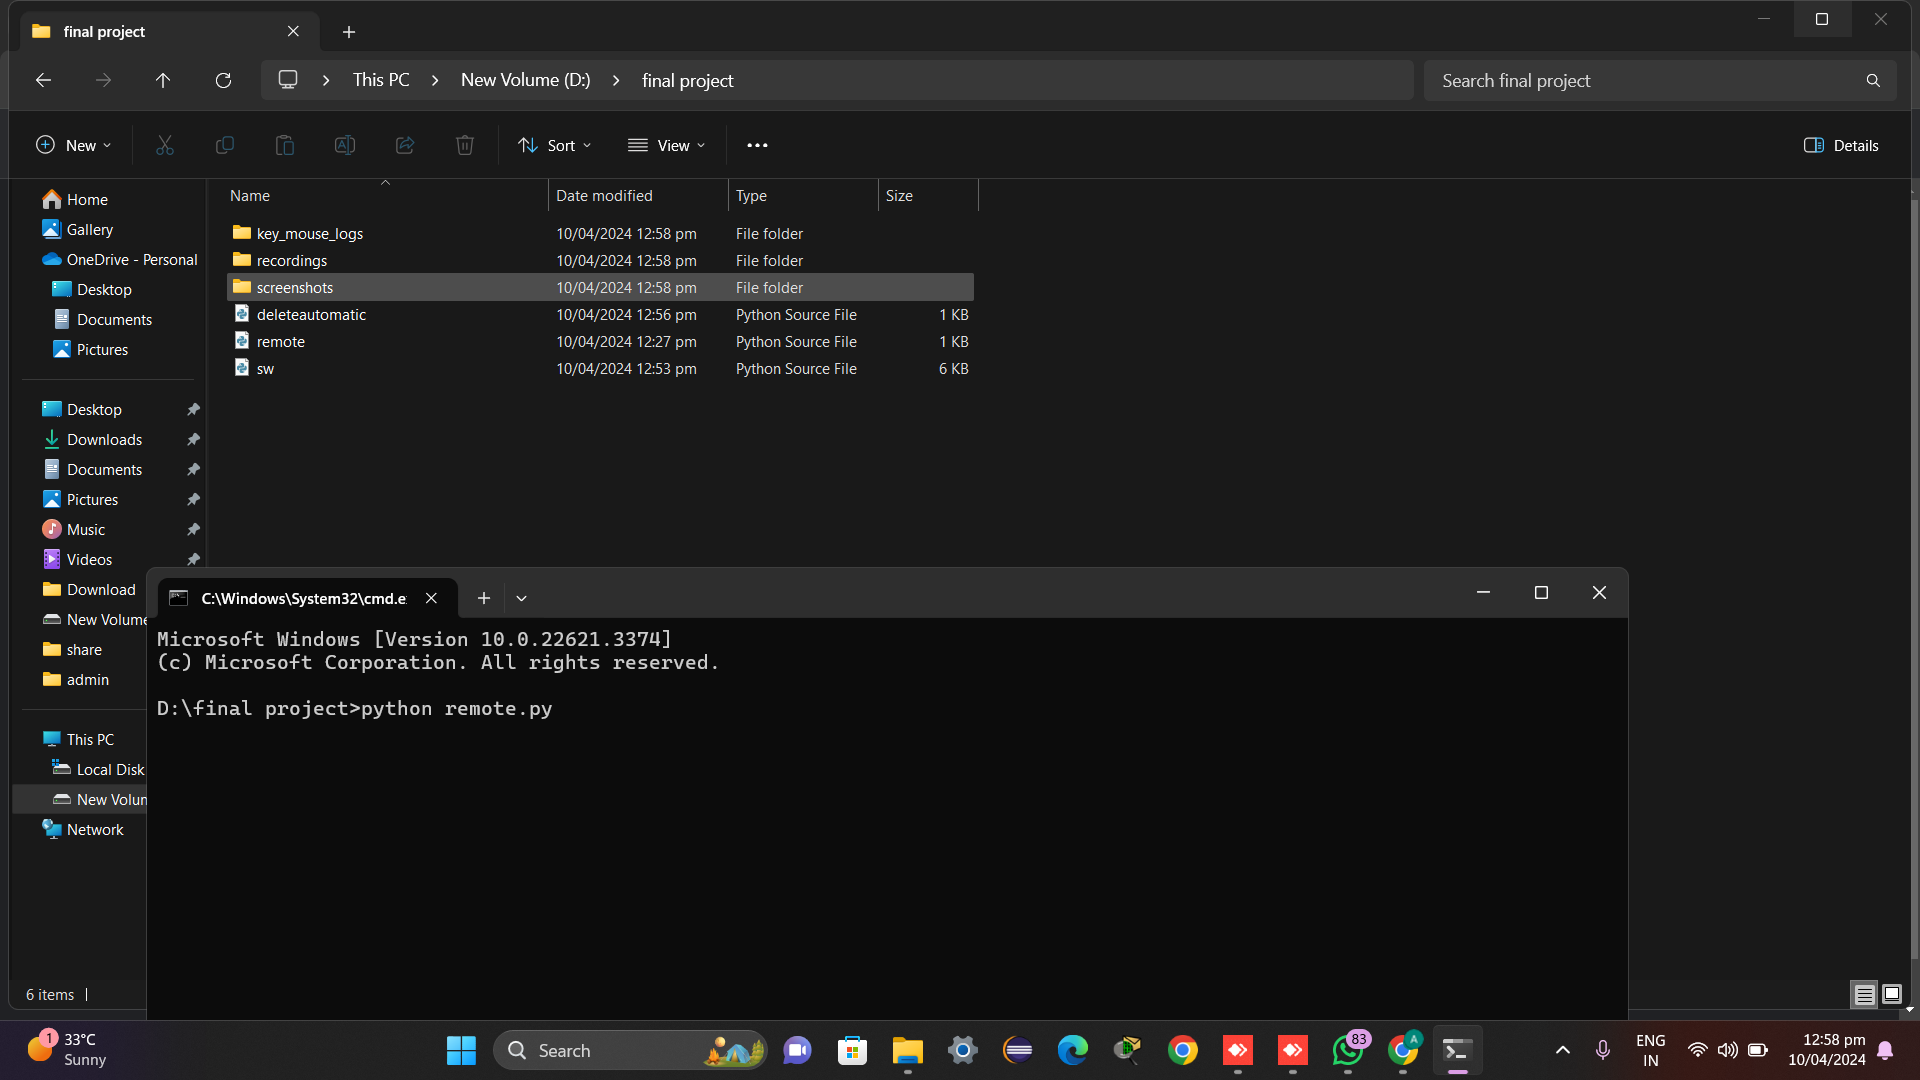 final project
This PC
New Volume (D:)
final project
Search final project
New
Sort
View
Details
Name
Date modified
Type
Size
key_mouse_logs 10/04/2024 12:58 pm File folder
recordings 10/04/2024 12:58 pm File folder
screenshots 10/04/2024 12:58 pm File folder
deleteautomatic 10/04/2024 12:56 pm Python Source File 1 KB
remote 10/04/2024 12:27 pm Python Source File 1 KB
sw 10/04/2024 12:53 pm Python Source File 6 KB
Home
Gallery
OneDrive - Personal
Desktop
Documents
Pictures
Desktop
Downloads
Documents
Pictures
Music
Videos
Download
New Volume
share
admin
This PC
Local Disk
New Volun
Network
6 items
C:\Windows\System32\cmd.e
Microsoft Windows [Version 10.0.22621.3374]
(c) Microsoft Corporation. All rights reserved.
D:\final project>python remote.py
1
33°C
Sunny
Search
83
A
ENG
IN
12:58 pm
10/04/2024